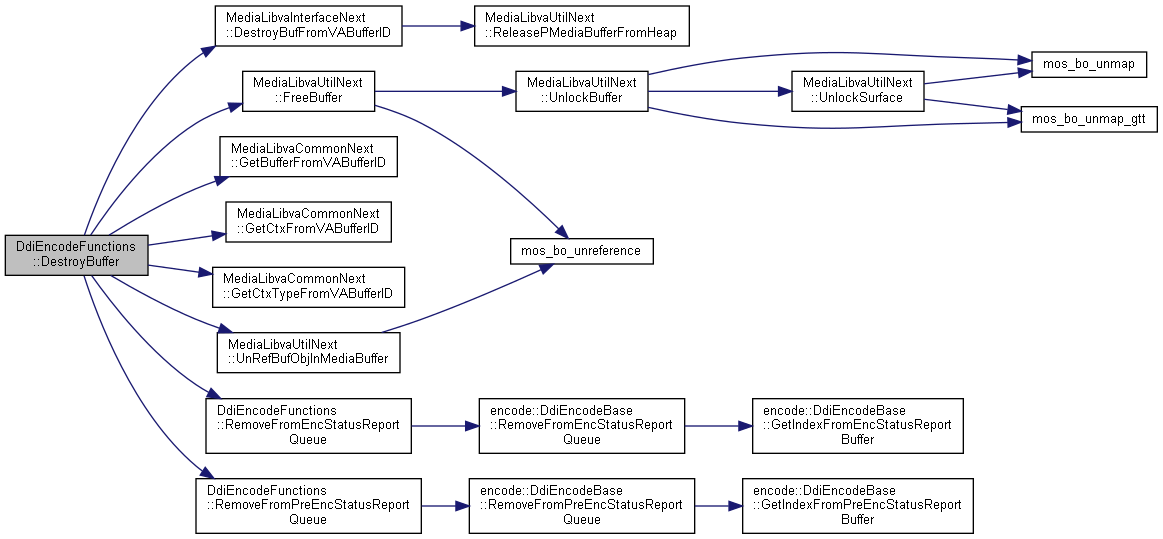 MediaLibvaInterfaceNext
::DestroyBufFromVABufferID
MediaLibvaUtilNext
::ReleasePMediaBufferFromHeap
MediaLibvaUtilNext
::FreeBuffer
MediaLibvaUtilNext
::UnlockBuffer
MediaLibvaUtilNext
::UnlockSurface
mos_bo_unmap
mos_bo_unmap_gtt
MediaLibvaCommonNext
::GetBufferFromVABufferID
MediaLibvaCommonNext
::GetCtxFromVABufferID
DdiEncodeFunctions
::DestroyBuffer
mos_bo_unreference
MediaLibvaCommonNext
::GetCtxTypeFromVABufferID
MediaLibvaUtilNext
::UnRefBufObjInMediaBuffer
DdiEncodeFunctions
::RemoveFromEncStatusReport
Queue
encode::DdiEncodeBase
::RemoveFromEncStatusReport
Queue
encode::DdiEncodeBase
::GetIndexFromEncStatusReport
Buffer
DdiEncodeFunctions
::RemoveFromPreEncStatusReport
Queue
encode::DdiEncodeBase
::RemoveFromPreEncStatusReport
Queue
encode::DdiEncodeBase
::GetIndexFromPreEncStatusReport
Buffer